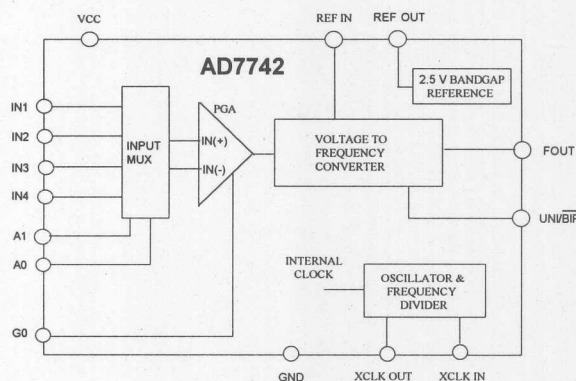 VCC
REF IN
REF OUT
AD7742
2.5 V BANDGAP
REFERENCE
IN1
IN2
IN3
IN4
A1
A0
G0
INPUT
MUX
PGA
IN(+)
IN(-)
VOLTAGE TO
FREQUENCY
CONVERTER
FOUT
UNI/BIP
INTERNAL
CLOCK
OSCILLATOR &
FREQUENCY
DIVIDER
GND
XCLK OUT
XCLK IN